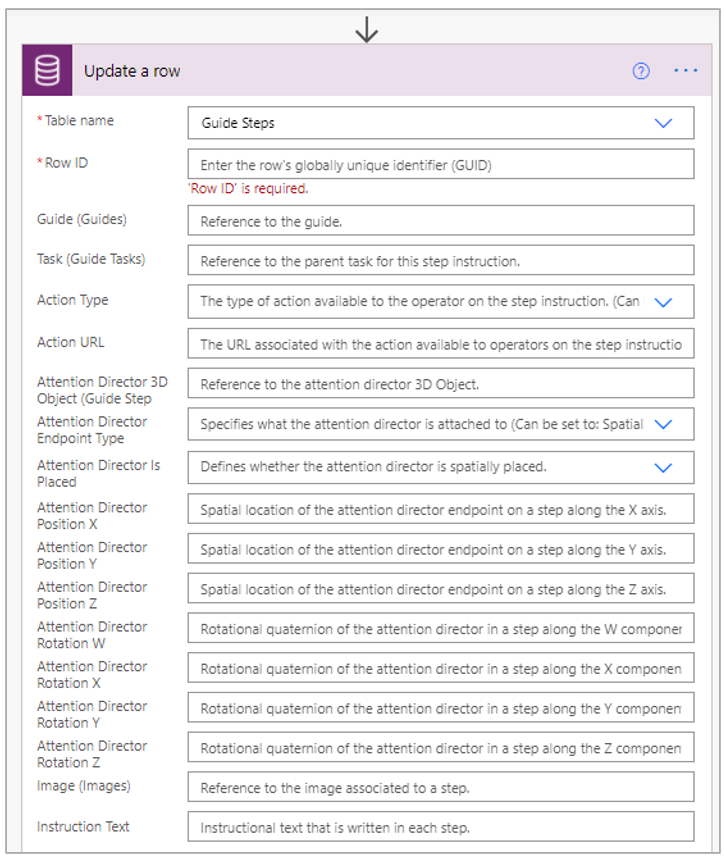 Update a row
* Table name
Guide Steps
* Row ID
Enter the row's globally unique identifier (GUID)
'Row ID' is required.
Guide (Guides)
Reference to the guide.
Task (Guide Tasks)
Reference to the parent task for this step instruction.
Action Type
The type of action available to the operator on the step instruction. (Can
Action URL
The URL associated with the action available to operators on the step instructio
Attention Director 3D
Object (Guide Step
Reference to the attention director 3D Object.
Attention Director
Endpoint Type
Specifies what the attention director is attached to (Can be set to: Spatial
Attention Director Is
Placed
Defines whether the attention director is spatially placed.
Attention Director
Position X
Spatial location of the attention director endpoint on a step along the X axis.
Attention Director
Position Y
Spatial location of the attention director endpoint on a step along the Y axis.
Attention Director
Position Z
Spatial location of the attention director endpoint on a step along the Z axis.
Attention Director
Rotation W
Rotational quaternion of the attention director in a step along the W componer
Attention Director
Rotation X
Rotational quaternion of the attention director in a step along the X componen
Attention Director
Rotation Y
Rotational quaternion of the attention director in a step along the Y componen
Attention Director
Rotation Z
Rotational quaternion of the attention director in a step along the Z componen
Image (Images)
Reference to the image associated to a step.
Instruction Text
Instructional text that is written in each step.